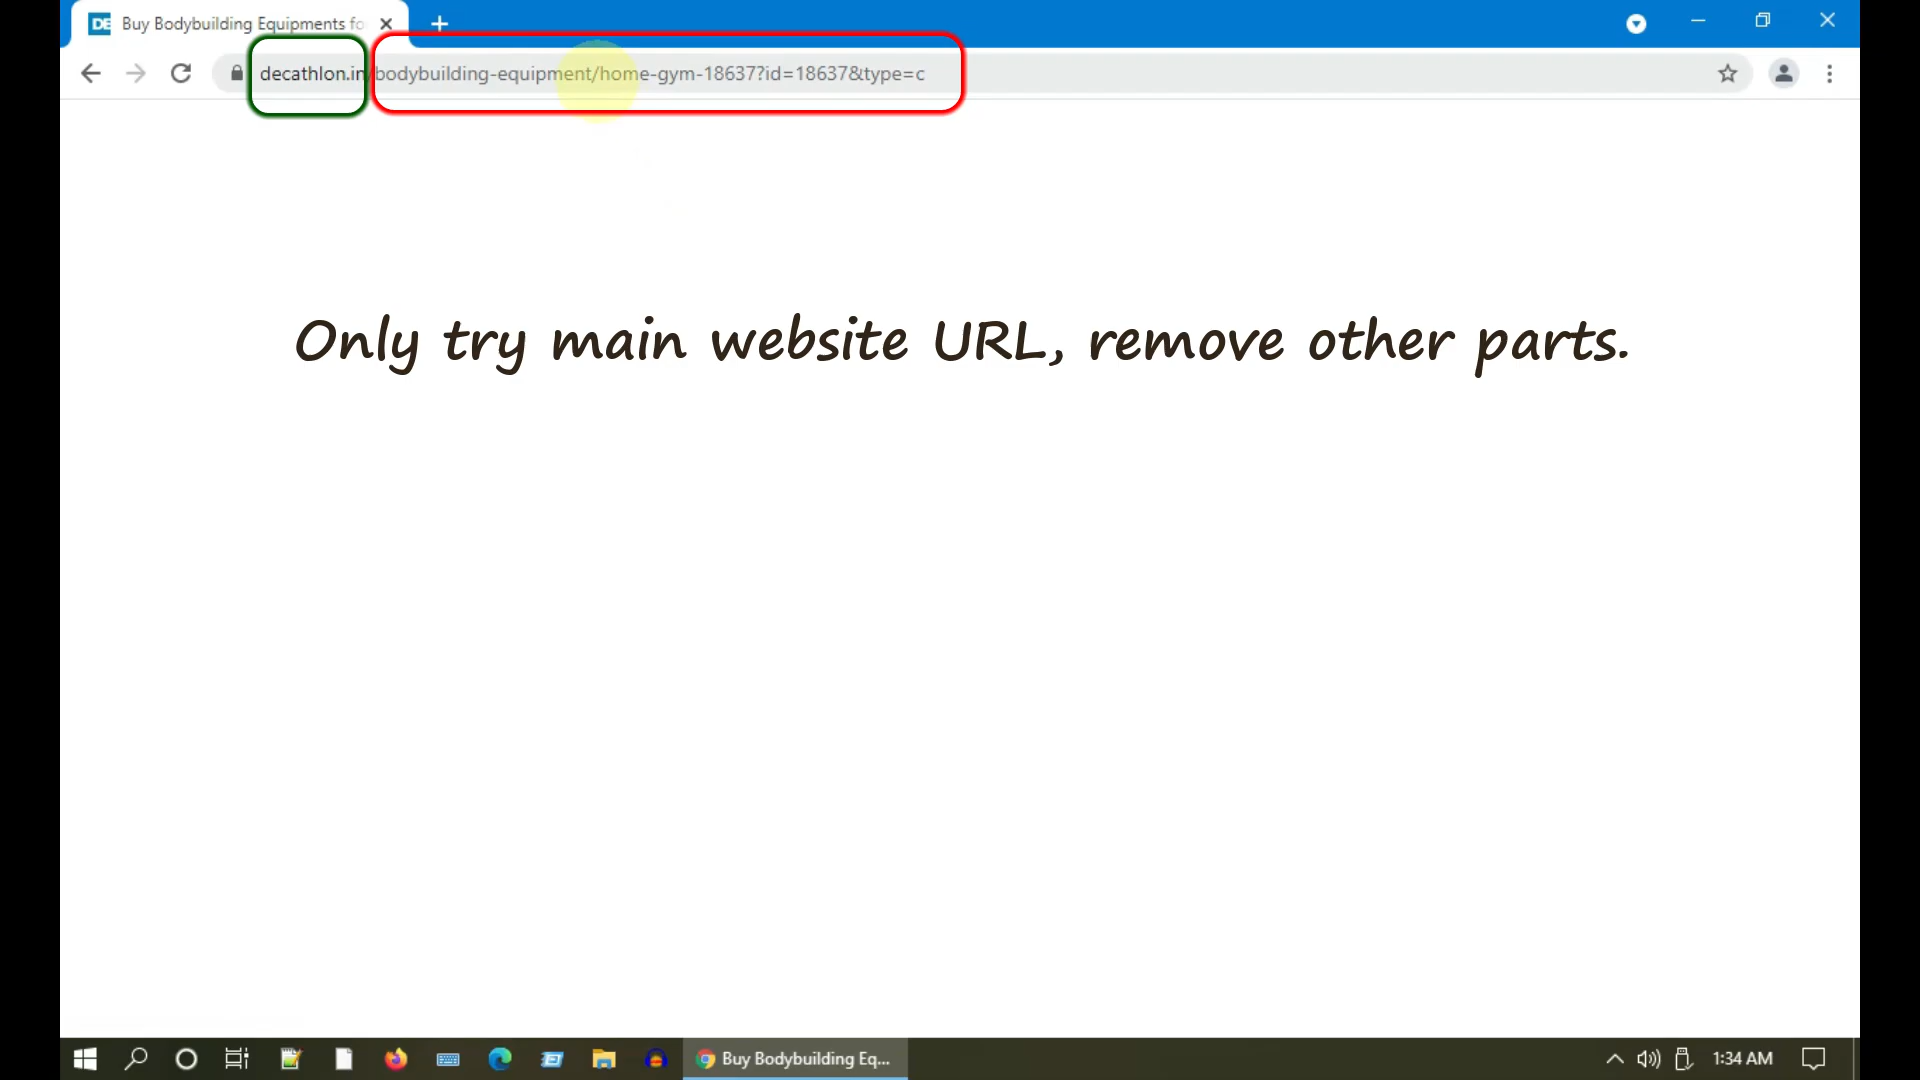 DE Buy Bodybuilding Equipments fo
decathlon.in/bodybuilding-equipment/home-gym-18637?id=18637&type=c
Only try main website URL, remove other parts.
Buy Bodybuilding Eq...
1:34 AM